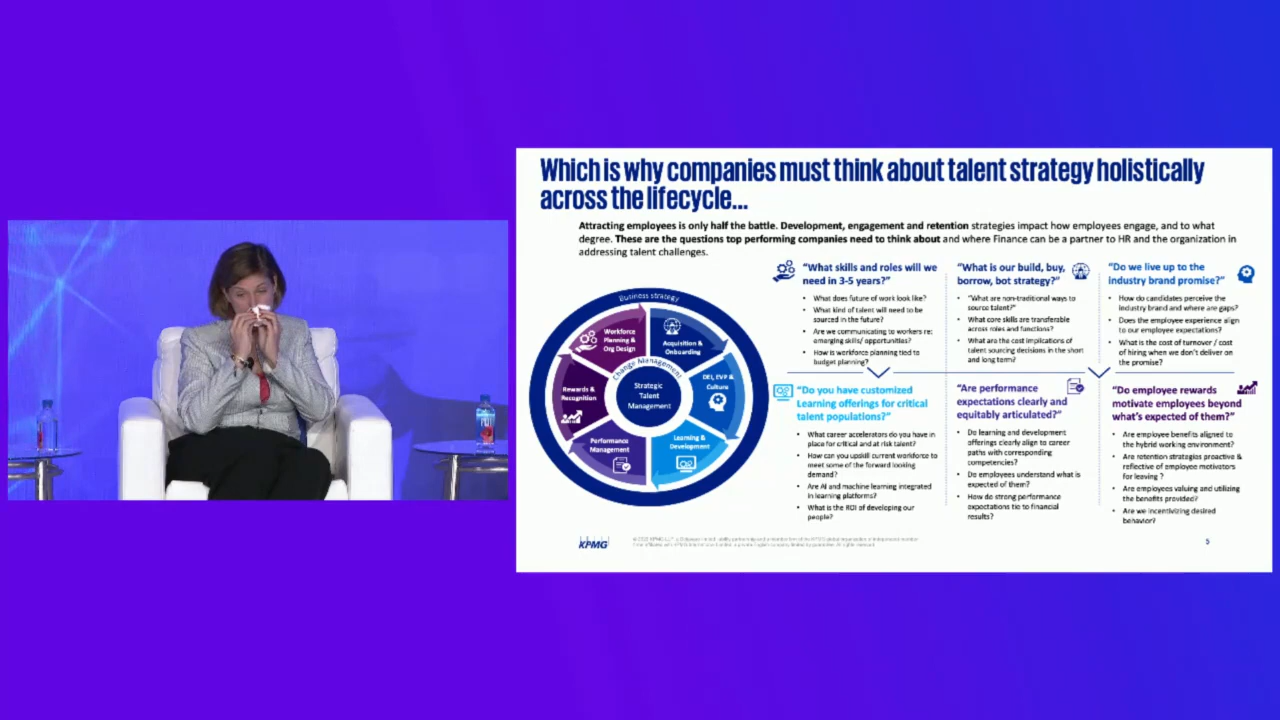 Which is why companies must think about talent strategy holistically
across the lifecycle...
Attracting employees is only half the battle. Development, engagement and retention strategies impact how employees engage, and to what
degree. These are the questions top performing companies need to think about and where Finance can be a partner to HR and the organization in
addressing talent challenges.
Business strategy
Workforce
Planning &
Org Design
Acquisition &
Onboarding
DEI, EVP &
Culture
Learning &
Development
Performance
Management
Rewards &
Recognition
Change Management
Strategic
Talent
Management
"What skills and roles will we
need in 3-5 years?"
• What does future of work look like?
• What kind of talent will need to be
sourced in the future?
• Are we communicating to workers re:
emerging skills/ opportunities?
• How is workforce planning tied to
budget planning?
"What is our build, buy,
borrow, bot strategy?"
• "What are non-traditional ways to
source talent?"
• What core skills are transferable
across roles and functions?
• What are the cost implications of
talent sourcing decisions in the short
and long term?
"Do we live up to the
industry brand promise?"
• How do candidates perceive the
industry brand and where are gaps?
• Does the employee experience align
to our employee expectations?
• What is the cost of turnover / cost
of hiring when we don't deliver on
the promise?
"Do you have customized
Learning offerings for critical
talent populations?"
• What career accelerators do you have in
place for critical and at risk talent?
• How can you upskill current workforce to
meet some of the forward looking
demand?
• Are AI and machine learning integrated
in learning platforms?
• What is the ROI of developing our
people?
"Are performance
expectations clearly and
equitably articulated?"
• Do learning and development
offerings clearly align to career
paths with corresponding
competencies?
• Do employees understand what is
expected of them?
• How do strong performance
expectations tie to financial
results?
"Do employee rewards
motivate employees beyond
what's expected of them?"
• Are employee benefits aligned to
the hybrid working environment?
• Are retention strategies proactive &
reflective of employee motivators
for leaving ?
• Are employees valuing and utilizing
the benefits provided?
• Are we incentivizing desired
behavior?
KPMG
5